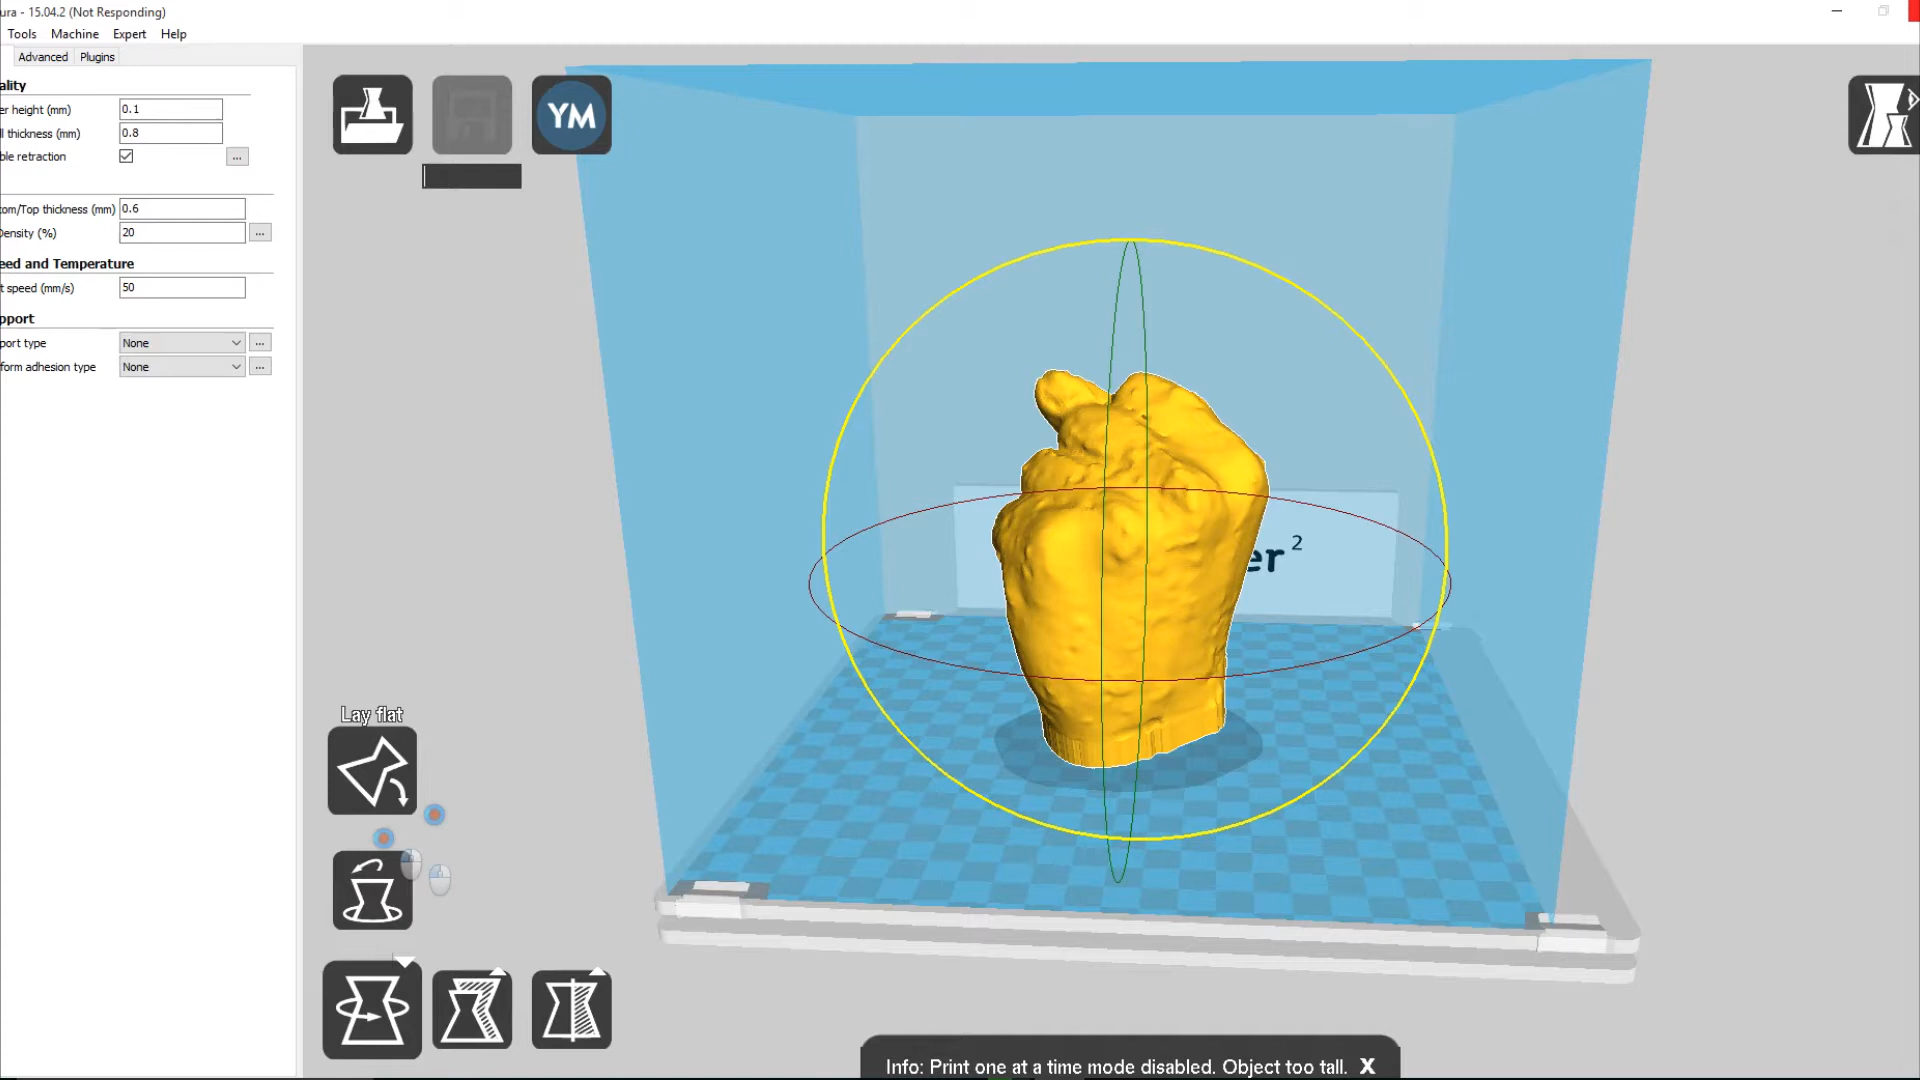 ura - 15.04.2 (Not Responding)
Tools Machine Expert Help
Advanced Plugins
ality
er height (mm) 0.1
l thickness (mm) 0.8
ble retraction ...
om/Top thickness (mm) 0.6
Density (%) 20 ...
eed and Temperature
t speed (mm/s) 50
pport
port type None ...
form adhesion type None ...
YM
er²
Lay flat
Info: Print one at a time mode disabled. Object too tall. X